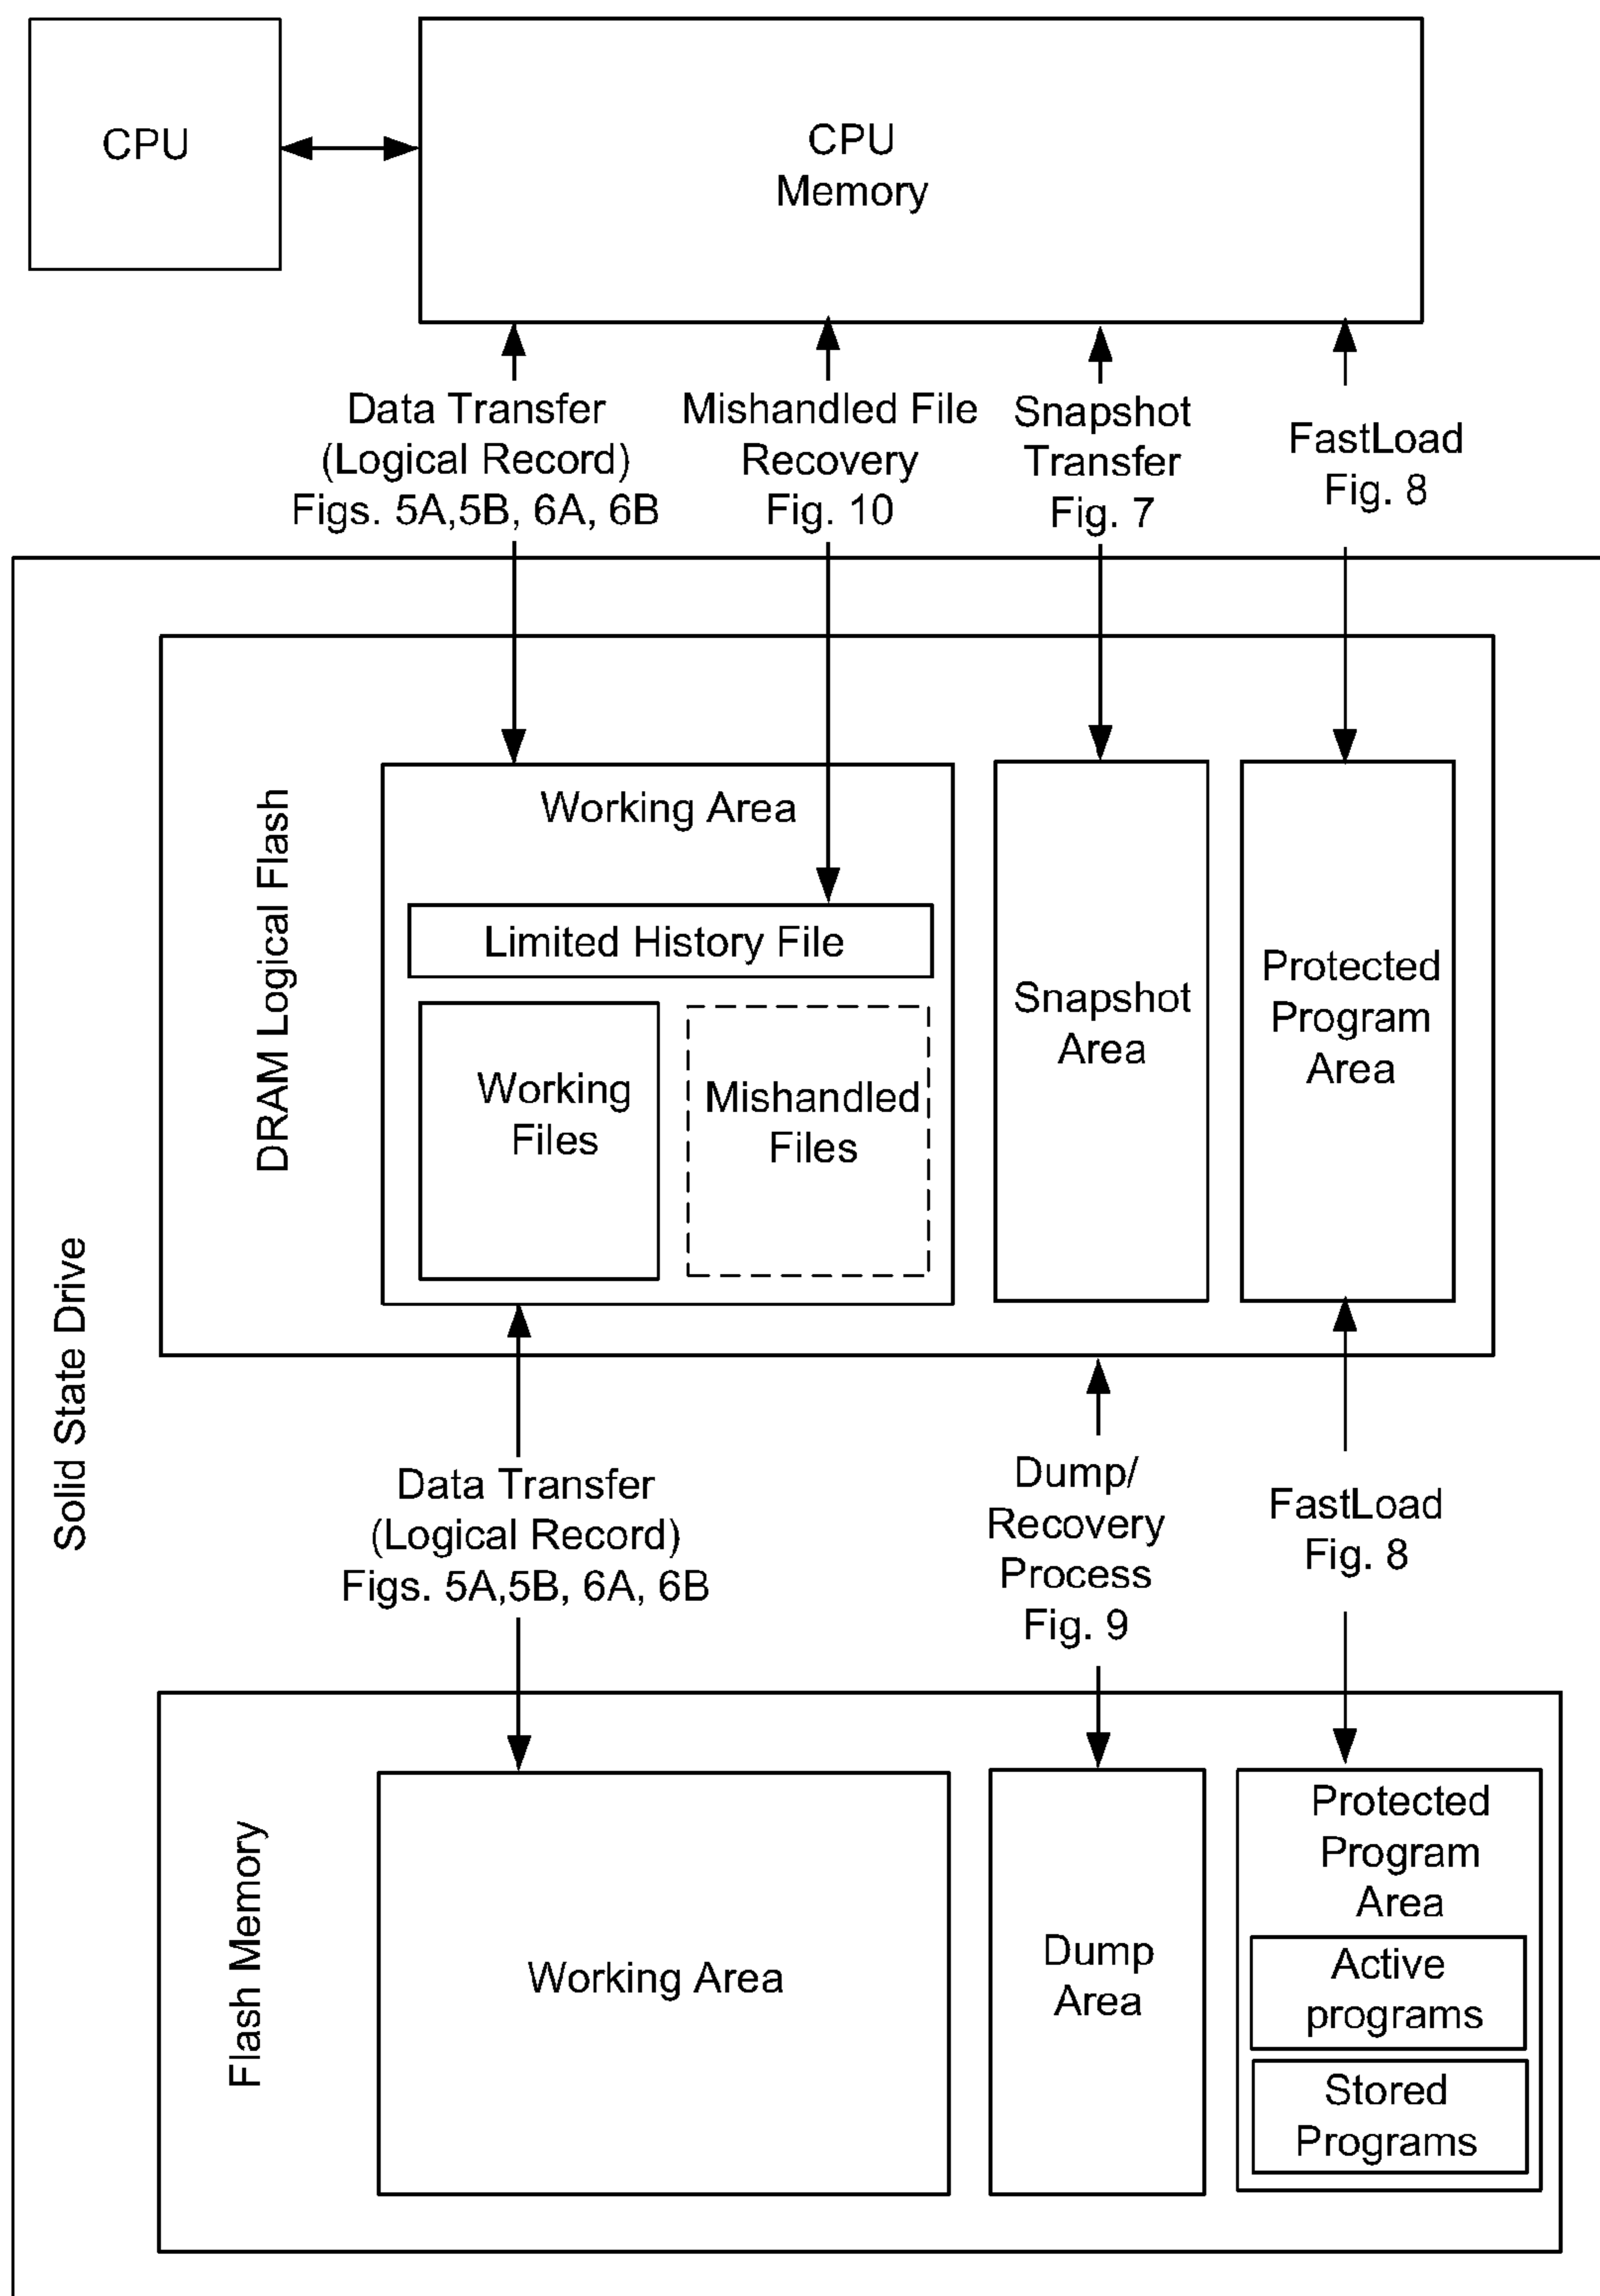 CPU
CPU
Memory
Data Transfer
(Logical Record)
Figs. 5A,5B, 6A, 6B
Mishandled File
Recovery
Fig. 10
Snapshot
Transfer
Fig. 7
FastLoad
Fig. 8
Solid State Drive
DRAM Logical Flash
Working Area
Limited History File
Working
Files
Mishandled
Files
Snapshot
Area
Protected
Program
Area
Data Transfer
(Logical Record)
Figs. 5A,5B, 6A, 6B
Dump/
Recovery
Process
Fig. 9
FastLoad
Fig. 8
Flash Memory
Working Area
Dump
Area
Protected
Program
Area
Active
programs
Stored
Programs